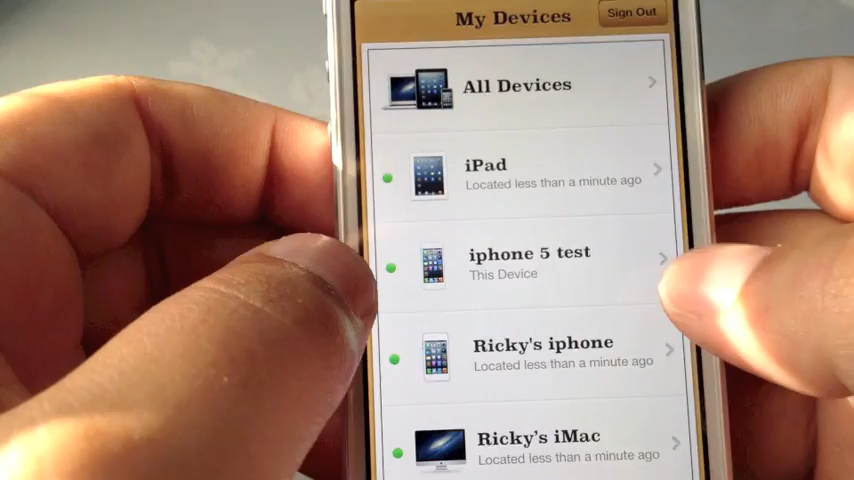 My Devices
Sign Out
All Devices
iPad
Located less than a minute ago
iphone 5 test
This Device
Ricky's iphone
Located less than a minute ago
Ricky's iMac
Located less than a minute ago